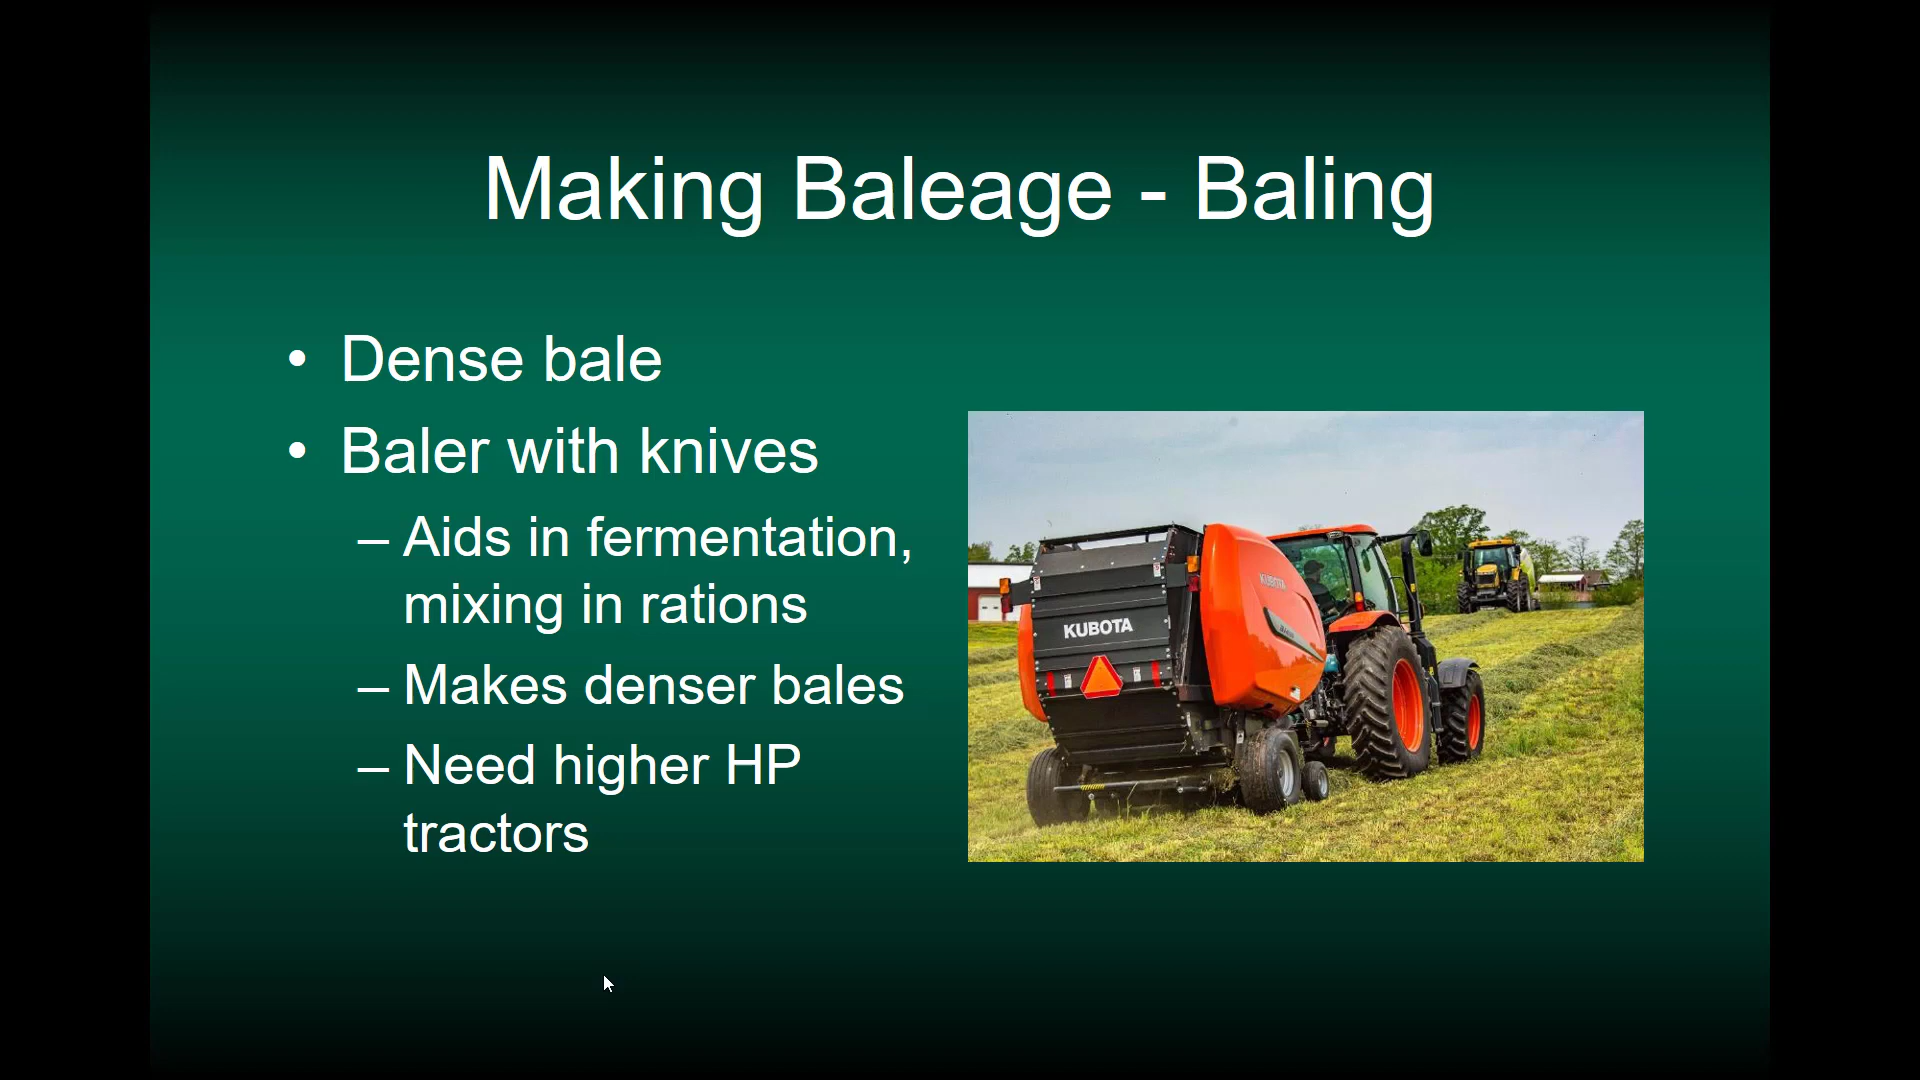 Making Baleage - Baling
• Dense bale
• Baler with knives
– Aids in fermentation,
mixing in rations
– Makes denser bales
– Need higher HP
tractors
KUBOTA
KUBOTA